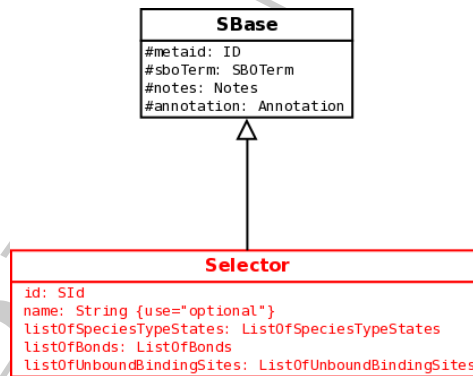 SBase
#metaid: ID
#sboTerm: SBOTerm
#notes: Notes
#annotation: Annotation
Selector
id: SId
name: String {use="optional"}
listOfSpeciesTypeStates: ListOfSpeciesTypeStates
listOfBonds: ListOfBonds
listOfUnboundBindingSites: ListOfUnboundBindingSites